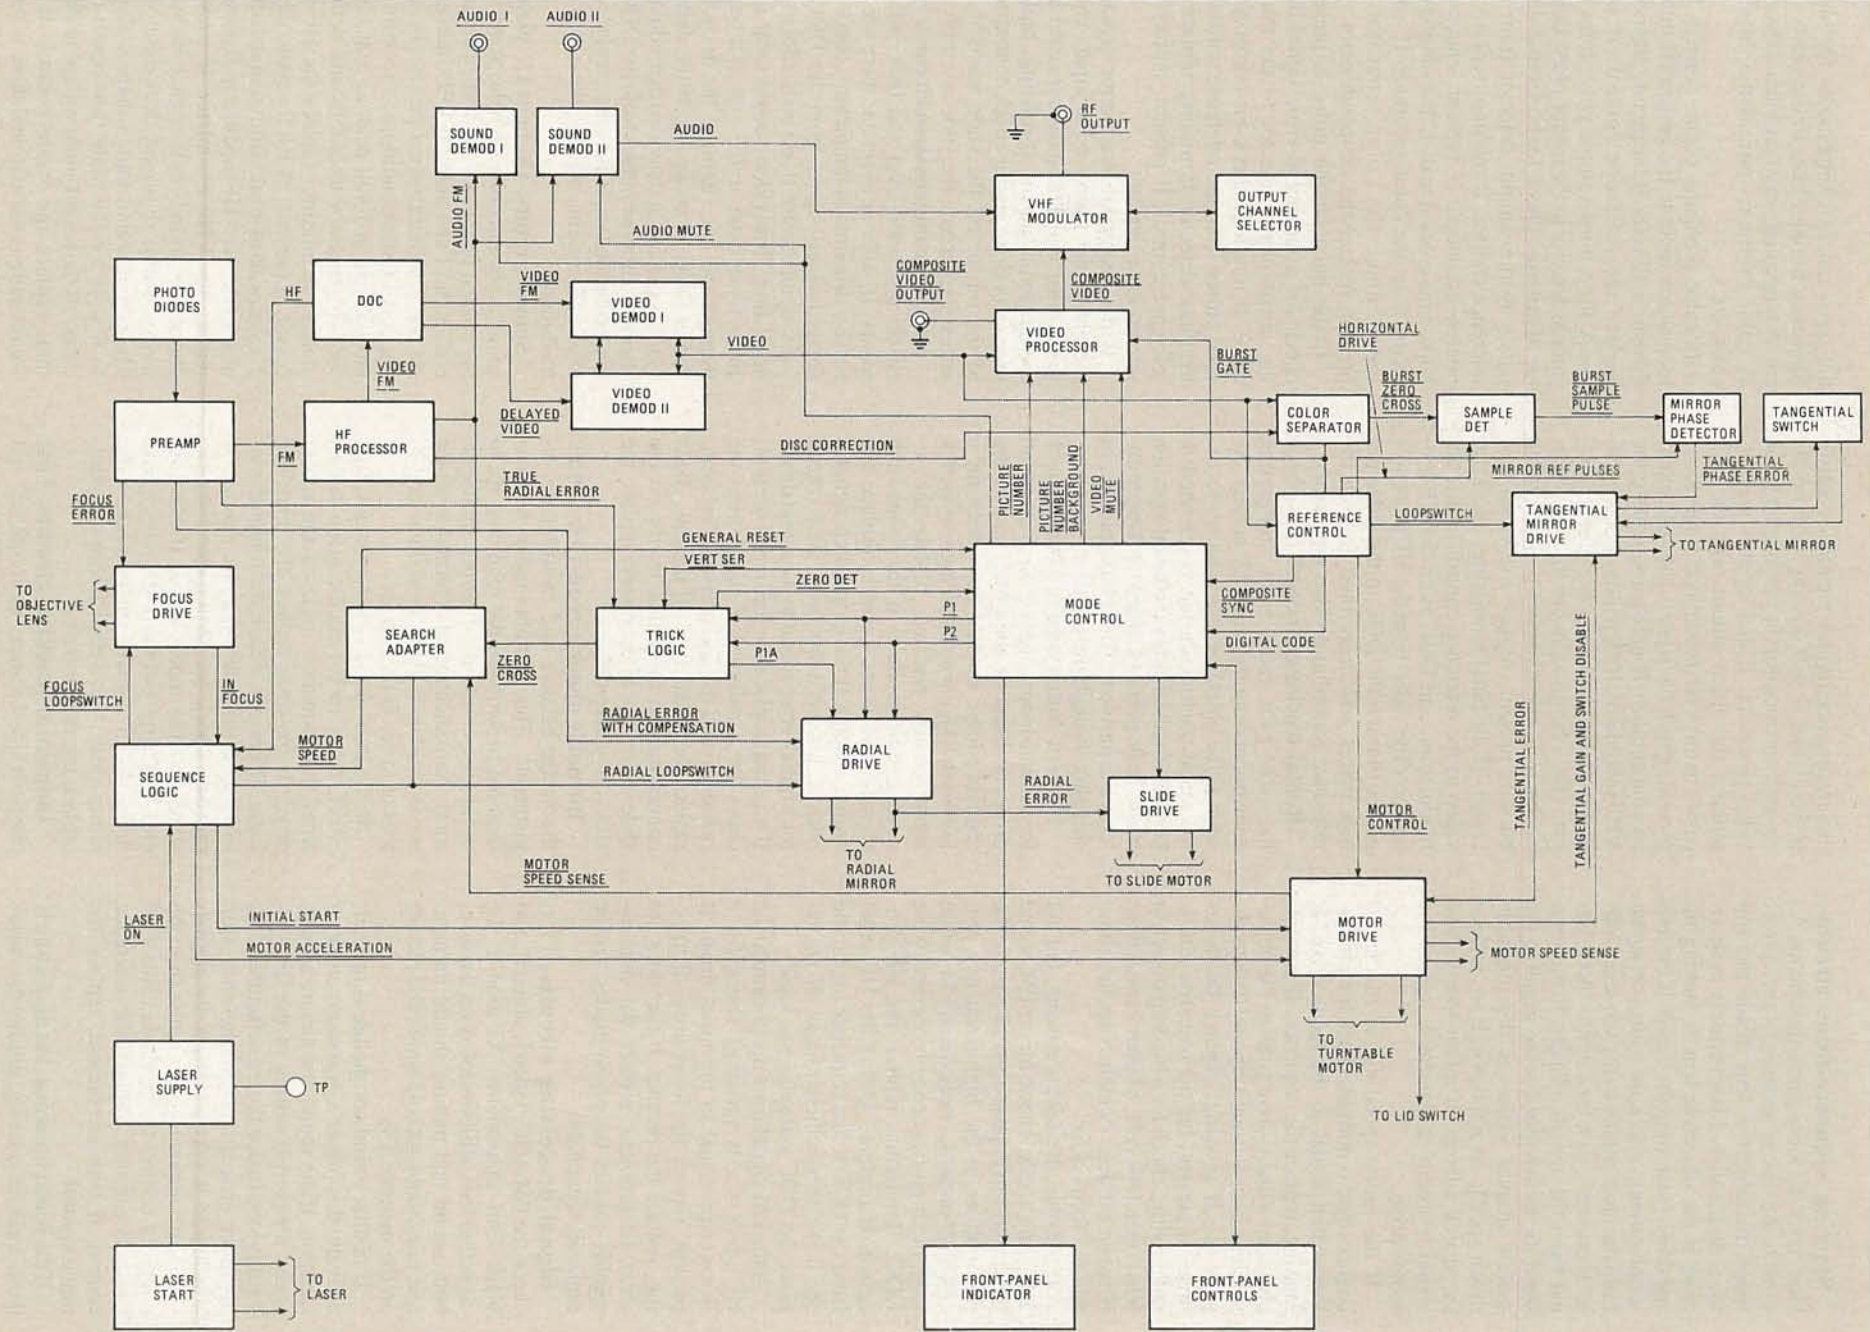 AUDIO I
AUDIO II
SOUND
DEMOD I
SOUND
DEMOD II
AUDIO
RF
OUTPUT
AUDIO FM
VHF
MODULATOR
OUTPUT
CHANNEL
SELECTOR
AUDIO MUTE
PHOTO
DIODES
HF
DOC
VIDEO
FM
VIDEO
DEMOD I
COMPOSITE
VIDEO
OUTPUT
COMPOSITE
VIDEO
VIDEO
VIDEO
PROCESSOR
HORIZONTAL
DRIVE
VIDEO
FM
BURST
GATE
BURST
ZERO
CROSS
BURST
SAMPLE
PULSE
VIDEO
DEMOD II
DELAYED
VIDEO
PREAMP
FM
HF
PROCESSOR
DISC CORRECTION
COLOR
SEPARATOR
SAMPLE
DET
MIRROR
PHASE
DETECTOR
TANGENTIAL
SWITCH
MIRROR REF PULSES
TANGENTIAL
PHASE ERROR
TRUE
RADIAL ERROR
FOCUS
ERROR
PICTURE
NUMBER
PICTURE
NUMBER
BACKGROUND
VIDEO
MUTE
REFERENCE
CONTROL
LOOPSWITCH
TANGENTIAL
MIRROR
DRIVE
TO TANGENTIAL MIRROR
GENERAL RESET
VERT SER
ZERO DET
TO
OBJECTIVE
LENS
FOCUS
DRIVE
SEARCH
ADAPTER
TRICK
LOGIC
P1
P2
P1A
MODE
CONTROL
COMPOSITE
SYNC
DIGITAL CODE
ZERO
CROSS
FOCUS
LOOPSWITCH
IN
FOCUS
MOTOR
SPEED
RADIAL ERROR
WITH COMPENSATION
RADIAL LOOPSWITCH
SEQUENCE
LOGIC
RADIAL
DRIVE
RADIAL
ERROR
SLIDE
DRIVE
MOTOR
CONTROL
TANGENTIAL ERROR
TANGENTIAL GAIN AND SWITCH DISABLE
TO
RADIAL
MIRROR
TO SLIDE MOTOR
MOTOR
SPEED SENSE
LASER
ON
INITIAL START
MOTOR ACCELERATION
MOTOR
DRIVE
MOTOR SPEED SENSE
TO
TURNTABLE
MOTOR
TO LID SWITCH
LASER
SUPPLY
TP
LASER
START
TO
LASER
FRONT-PANEL
INDICATOR
FRONT-PANEL
CONTROLS